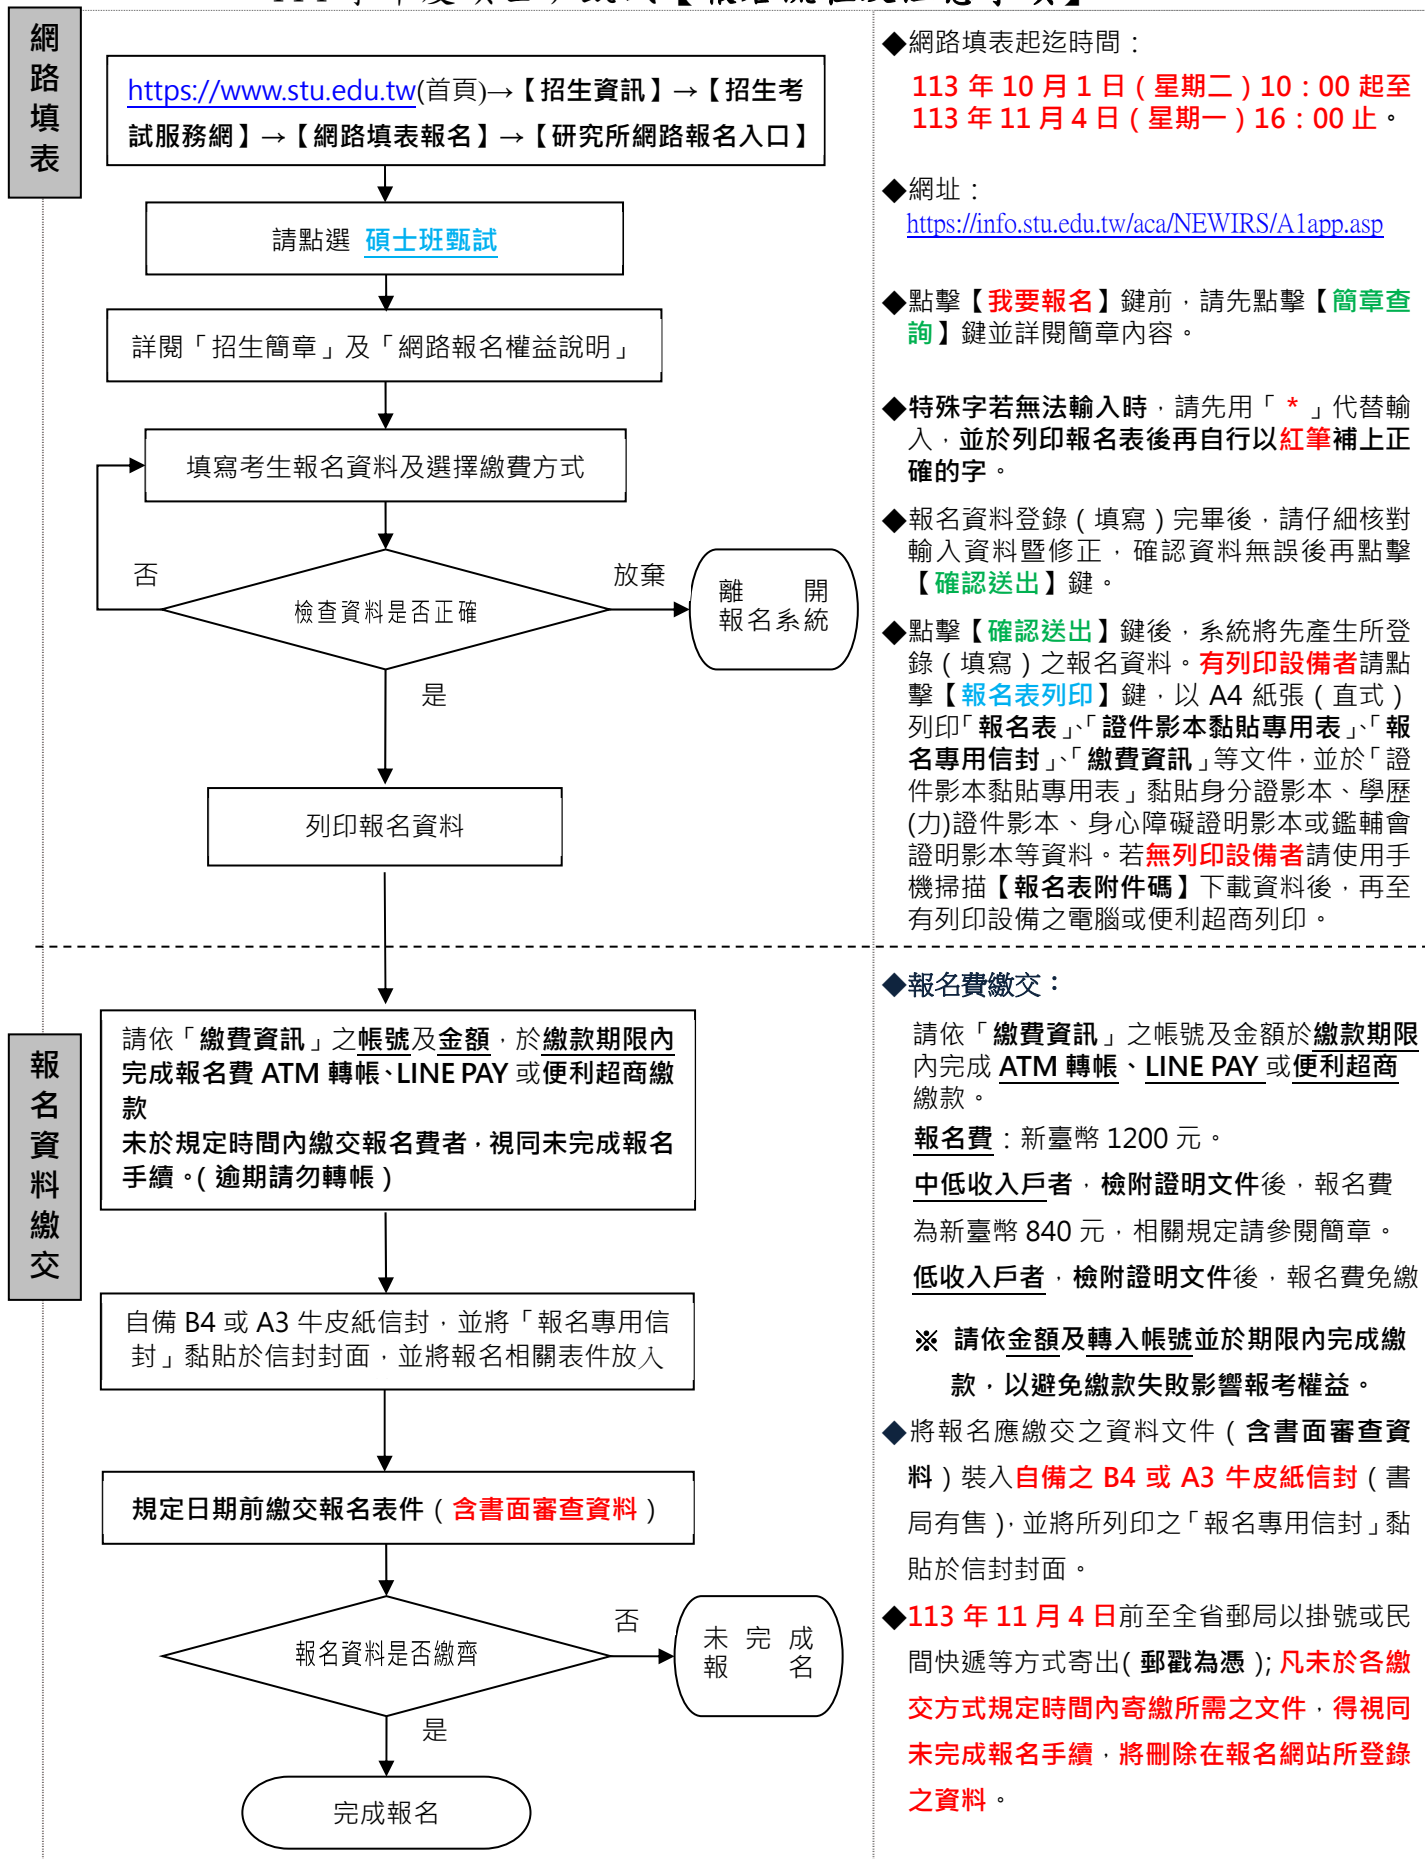 網路填表
https://www.stu.edu.tw(首頁)→【招生資訊】→【招生考
試服務網】→【網路填表報名】→【研究所網路報名入口】
請點選 碩士班甄試
詳閱「招生簡章」及「網路報名權益說明」
填寫考生報名資料及選擇繳費方式
否
放棄
檢查資料是否正確
離 開
報名系統
是
列印報名資料
◆網路填表起迄時間：
113 年 10 月 1 日（星期二）10：00 起至
113 年 11 月 4 日（星期一）16：00 止。
◆網址：
https://info.stu.edu.tw/aca/NEWIRS/A1app.asp
◆點擊【我要報名】鍵前，請先點擊【簡章查
詢】鍵並詳閱簡章內容。
◆特殊字若無法輸入時，請先用「 * 」代替輸
入，並於列印報名表後再自行以紅筆補上正
確的字。
◆報名資料登錄（填寫）完畢後，請仔細核對
輸入資料暨修正，確認資料無誤後再點擊
【確認送出】鍵。
◆點擊【確認送出】鍵後，系統將先產生所登
錄（填寫）之報名資料。有列印設備者請點
擊【報名表列印】鍵，以 A4 紙張（直式）
列印「報名表」、「證件影本黏貼專用表」、「報
名專用信封」、「繳費資訊」等文件，並於「證
件影本黏貼專用表」黏貼身分證影本、學歷
(力)證件影本、身心障礙證明影本或鑑輔會
證明影本等資料。若無列印設備者請使用手
機掃描【報名表附件碼】下載資料後，再至
有列印設備之電腦或便利超商列印。
報名資料繳交
請依「繳費資訊」之帳號及金額，於繳款期限內
完成報名費 ATM 轉帳、LINE PAY 或便利超商繳
款
未於規定時間內繳交報名費者，視同未完成報名
手續。(逾期請勿轉帳)
自備 B4 或 A3 牛皮紙信封，並將「報名專用信
封」黏貼於信封封面，並將報名相關表件放入
規定日期前繳交報名表件（含書面審查資料）
報名資料是否繳齊
否
未 完 成
報 名
是
完成報名
◆報名費繳交：
請依「繳費資訊」之帳號及金額於繳款期限
內完成 ATM 轉帳、LINE PAY 或便利超商
繳款。
報名費：新臺幣 1200 元。
中低收入戶者，檢附證明文件後，報名費
為新臺幣 840 元，相關規定請參閱簡章。
低收入戶者，檢附證明文件後，報名費免繳
※ 請依金額及轉入帳號並於期限內完成繳
款，以避免繳款失敗影響報考權益。
◆將報名應繳交之資料文件（含書面審查資
料）裝入自備之 B4 或 A3 牛皮紙信封（書
局有售），並將所列印之「報名專用信封」黏
貼於信封封面。
◆113 年 11 月 4 日前至全省郵局以掛號或民
間快遞等方式寄出(郵戳為憑)；凡未於各繳
交方式規定時間內寄繳所需之文件，得視同
未完成報名手續，將刪除在報名網站所登錄
之資料。